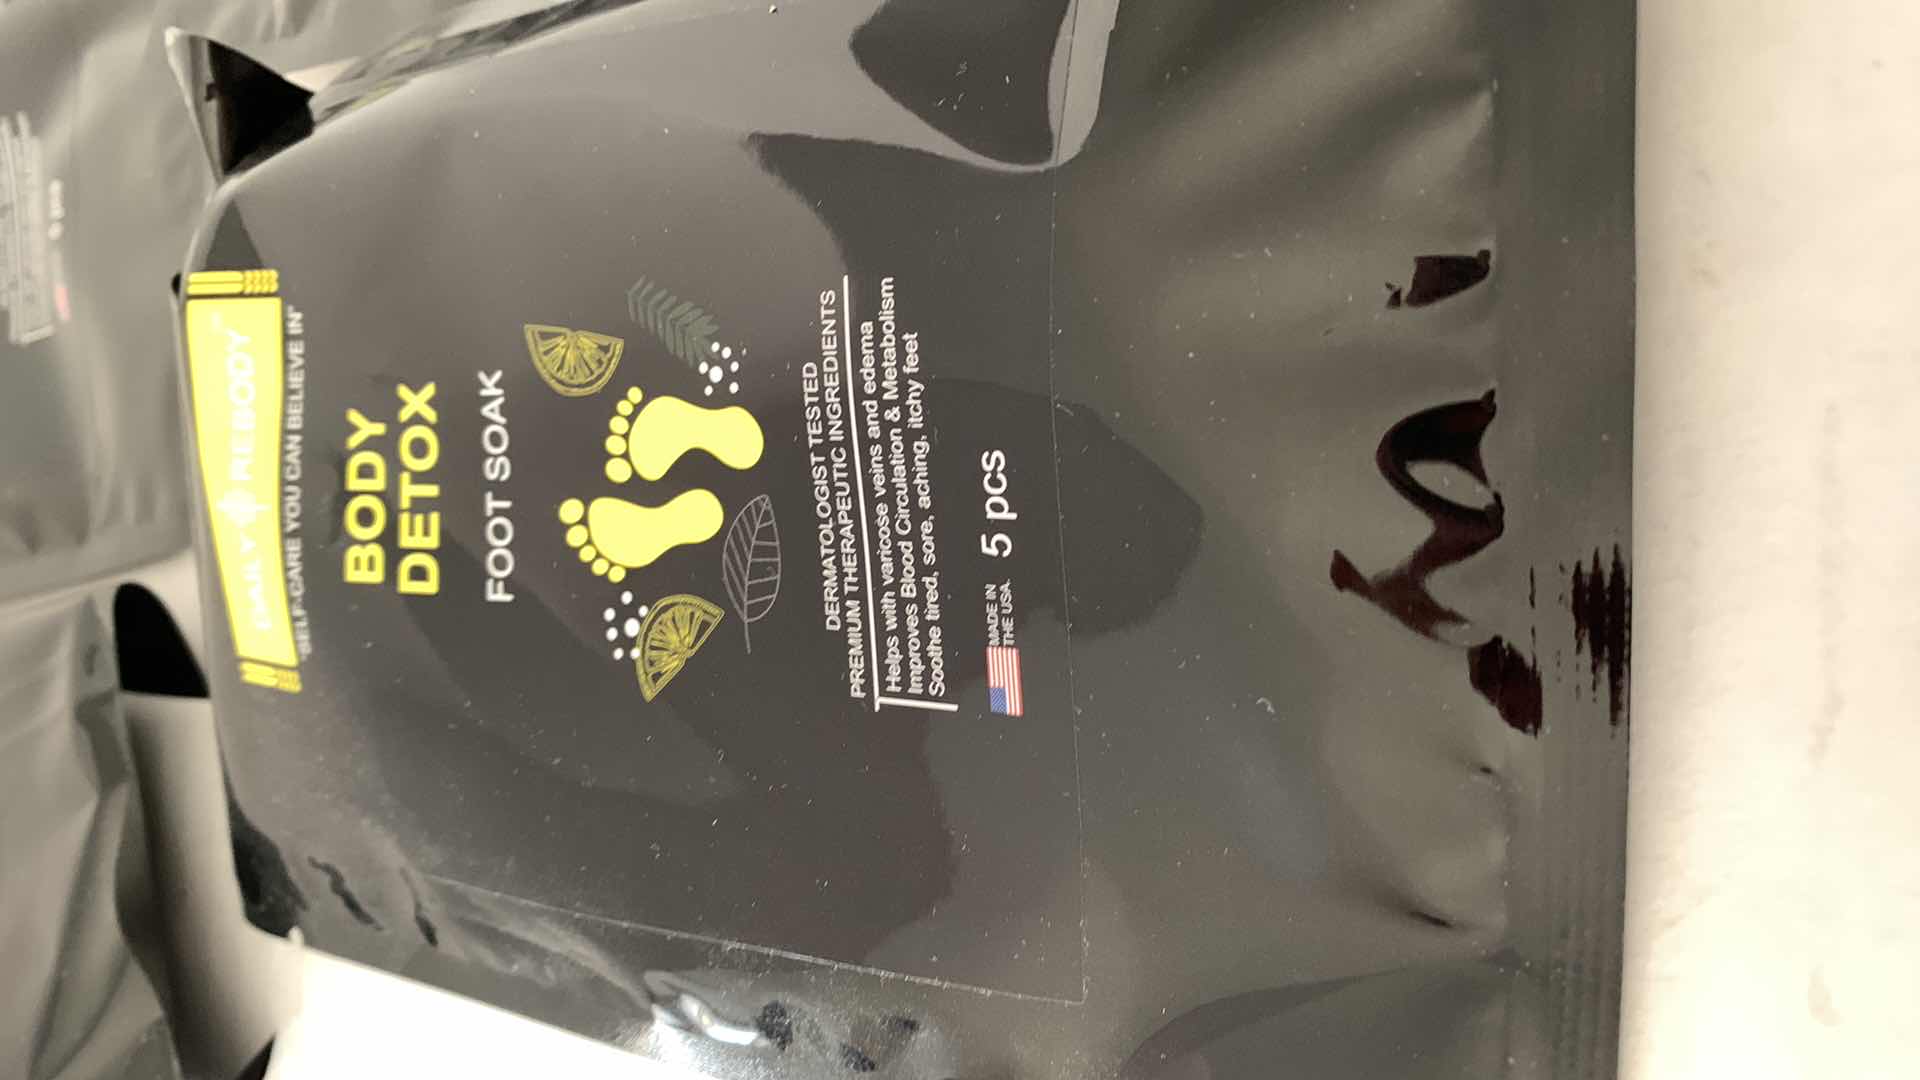 DAILY REBODY™
"SELF-CARE YOU CAN BELIEVE IN"
BODY
DETOX
FOOT SOAK
DERMATOLOGIST TESTED
PREMIUM THERAPEUTIC INGREDIENTS
Helps with varicose veins and edema
Improves Blood Circulation & Metabolism
Soothe tired, sore, aching, itchy feet
MADE IN
THE USA.
5 pcs